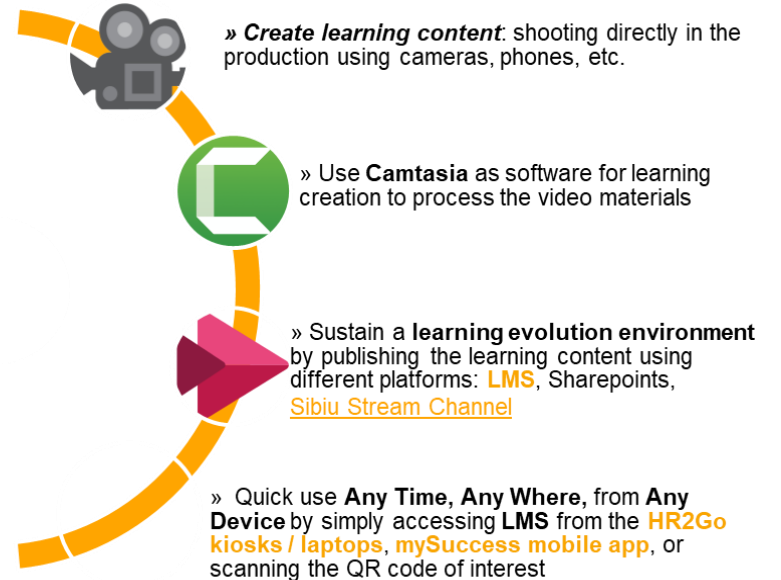 » Create learning content: shooting directly in the
production using cameras, phones, etc.
» Use Camtasia as software for learning
creation to process the video materials
» Sustain a learning evolution environment
by publishing the learning content using
different platforms: LMS, Sharepoints,
Sibiu Stream Channel
» Quick use Any Time, Any Where, from Any
Device by simply accessing LMS from the HR2Go
kiosks / laptops, mySuccess mobile app, or
scanning the QR code of interest